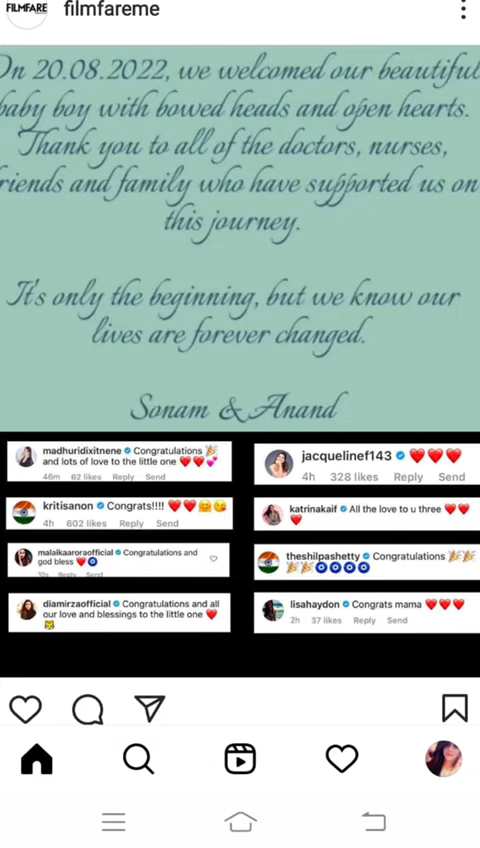 FILMFARE
filmfareme
On 20.08.2022, we welcomed our beautiful
baby boy with bowed heads and open hearts.
Thank you to all of the doctors, nurses,
friends and family who have supported us on
this journey.
It's only the beginning, but we know our
lives are forever changed.
Sonam & Anand
madhuridixitnene Congratulations 🎉
and lots of love to the little one ❤️❤️💕
46m 62 likes Reply Send
jacquelinef143 ❤️❤️❤️
4h 328 likes Reply Send
kritisanon Congrats!!!! ❤️❤️🤗😘
4h 602 likes Reply Send
katrinakaif All the love to u three ❤️❤️
❤️
malaikaaroraofficial Congratulations and
god bless ❤️🧿
10s Reply Send
theshilpashetty Congratulations 🎉🎉
🎉🎉🧿🧿🧿🧿
diamirzaofficial Congratulations and all
our love and blessings to the little one ❤️
🐯
lisahaydon Congrats mama ❤️❤️❤️
2h 37 likes Reply Send